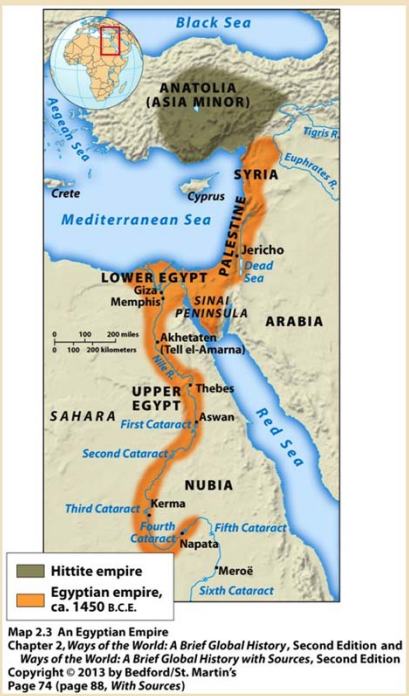 Black Sea
ANATOLIA
(ASIA MINOR)
Aegean Sea
Tigris R.
Euphrates R.
SYRIA
Crete
Cyprus
Mediterranean Sea
PALESTINE
Jericho
Dead
Sea
LOWER EGYPT
Giza
Memphis
SINAI
PENINSULA
ARABIA
0 100 200 miles
0 100 200 kilometers
Akhetaten
(Tell el-Amarna)
Nile R.
UPPER
EGYPT
Thebes
SAHARA
Aswan
First Cataract
Red Sea
Second Cataract
NUBIA
Third Cataract
Kerma
Fourth
Cataract
Fifth Cataract
Napata
Meroë
Sixth Cataract
Hittite empire
Egyptian empire,
ca. 1450 B.C.E.
Map 2.3 An Egyptian Empire
Chapter 2, Ways of the World: A Brief Global History, Second Edition and
Ways of the World: A Brief Global History with Sources, Second Edition
Copyright © 2013 by Bedford/St. Martin's
Page 74 (page 88, With Sources)